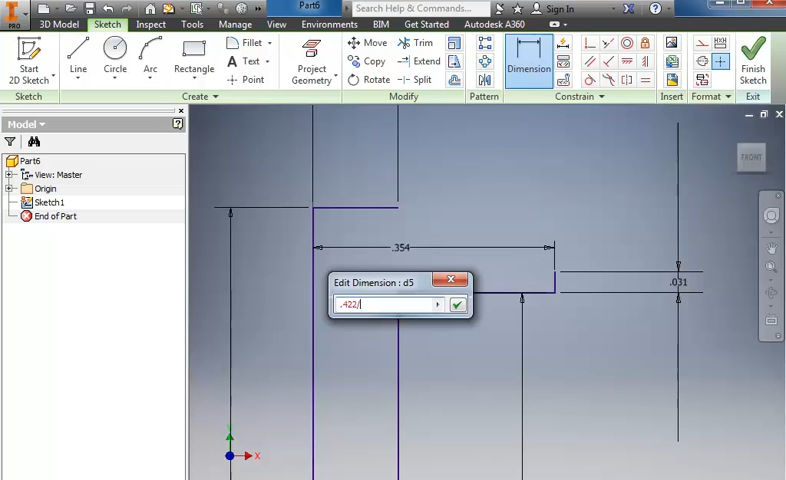 Part6
Search Help & Commands...
Sign In
PRO
3D Model
Sketch
Inspect
Tools
Manage
View
Environments
BIM
Get Started
Autodesk A360
Start
2D Sketch
Line
Circle
Arc
Rectangle
Fillet
Text
Point
Project
Geometry
Move
Copy
Rotate
Trim
Extend
Split
Dimension
Finish
Sketch
Sketch
Create
Modify
Pattern
Constrain
Insert
Format
Exit
Model
Part6
View: Master
Origin
Sketch1
End of Part
FRONT
.354
Edit Dimension : d5
.422/
.031
Y
X